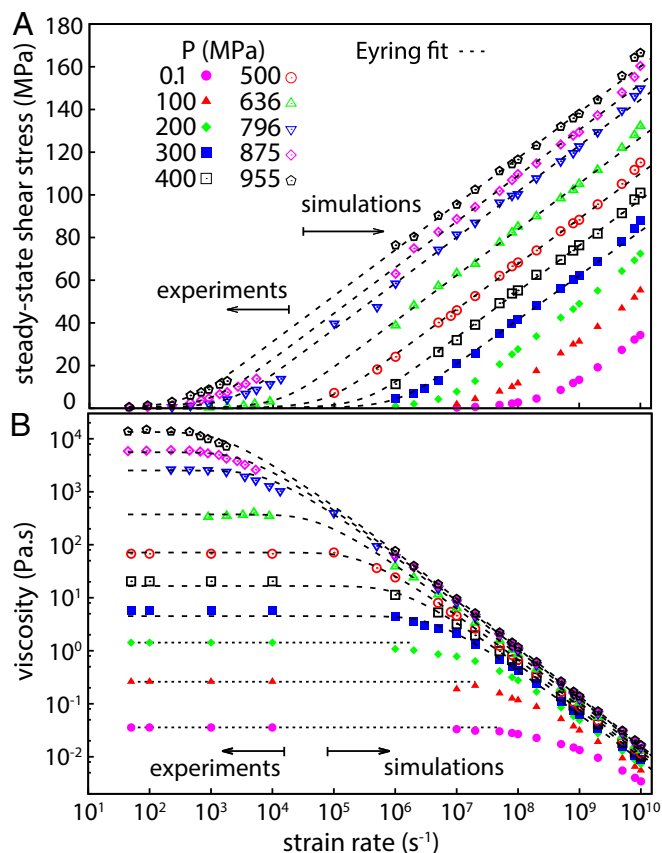 A
P (MPa)
Eyring fit
0.1 500
100 636
200 796
300 875
400 955
simulations
experiments
steady-state shear stress (MPa)
180
160
140
120
100
80
60
40
20
0
B
viscosity (Pa.s)
10⁴
10³
10²
10¹
10⁰
10⁻¹
10⁻²
experiments simulations
10¹ 10² 10³ 10⁴ 10⁵ 10⁶ 10⁷ 10⁸ 10⁹ 10¹⁰
strain rate (s⁻¹)